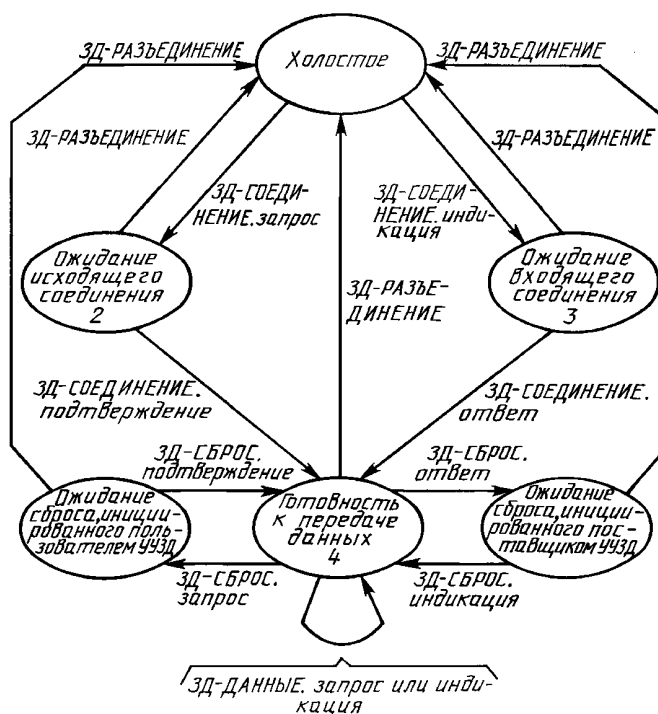 ЗД-РАЗЪЕДИНЕНИЕ
Холостое
ЗД-РАЗЪЕДИНЕНИЕ
ЗД-РАЗЪЕДИНЕНИЕ
ЗД-РАЗЪЕДИНЕНИЕ
ЗД-СОЕДИ-
НЕНИЕ. запрос
ЗД-СОЕДИ-
НЕНИЕ. инди-
кация
Ожидание
исходящего
соединения
2
ЗД-РАЗЪЕ-
ДИНЕНИЕ
Ожидание
входящего
соединения
3
ЗД-СОЕДИНЕНИЕ.
подтверждение
ЗД-СОЕДИНЕНИЕ.
ответ
ЗД-СБРОС.
подтверждение
ЗД-СБРОС.
ответ
Ожидание
сброса, иниции-
рованного поль-
зователем УУЗД
Готовность
к передаче
данных
4
Ожидание
сброса, иници-
ированного пос-
тавщиком УУЗД
ЗД-СБРОС.
запрос
ЗД-СБРОС.
индикация
ЗД-ДАННЫЕ. запрос или инди-
кация